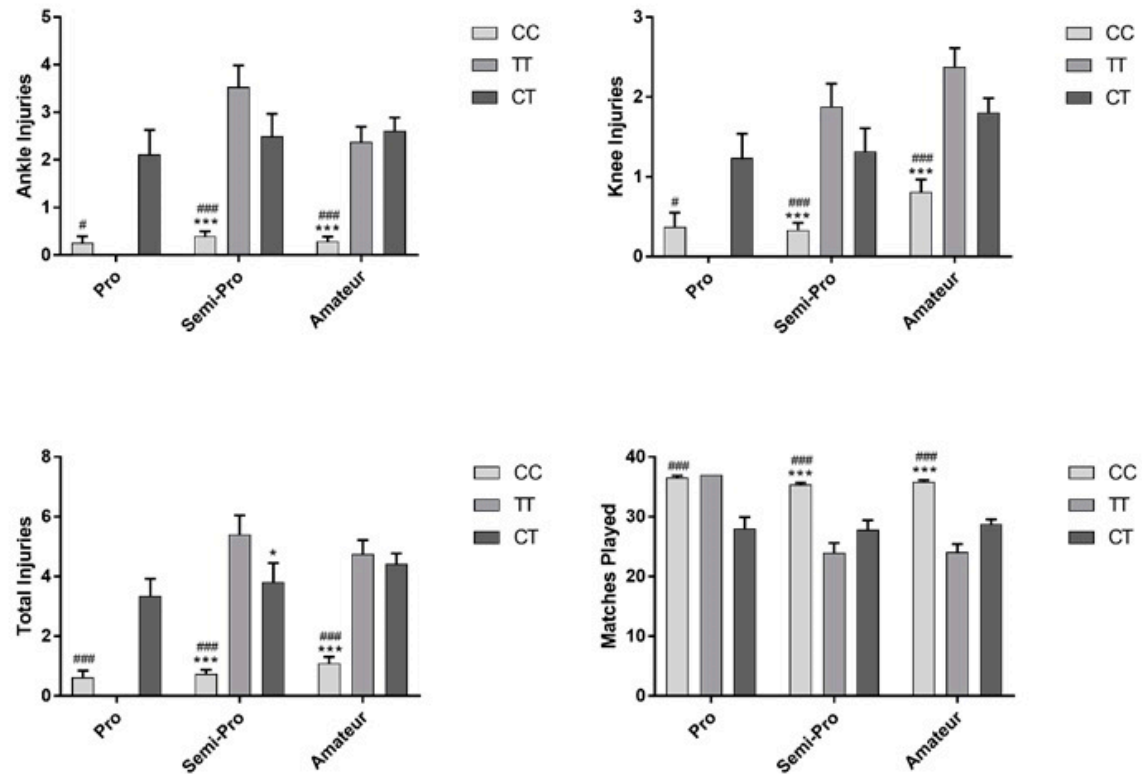 Ankle Injuries
5
4
3
2
1
0
#
###
***
###
***
Pro
Semi-Pro
Amateur
CC
TT
CT
Knee Injuries
3
2
1
0
#
###
***
###
***
Pro
Semi-Pro
Amateur
CC
TT
CT
Total Injuries
8
6
4
2
0
###
###
***
*
###
***
Pro
Semi-Pro
Amateur
CC
TT
CT
Matches Played
40
30
20
10
0
###
###
***
###
***
Pro
Semi-Pro
Amateur
CC
TT
CT